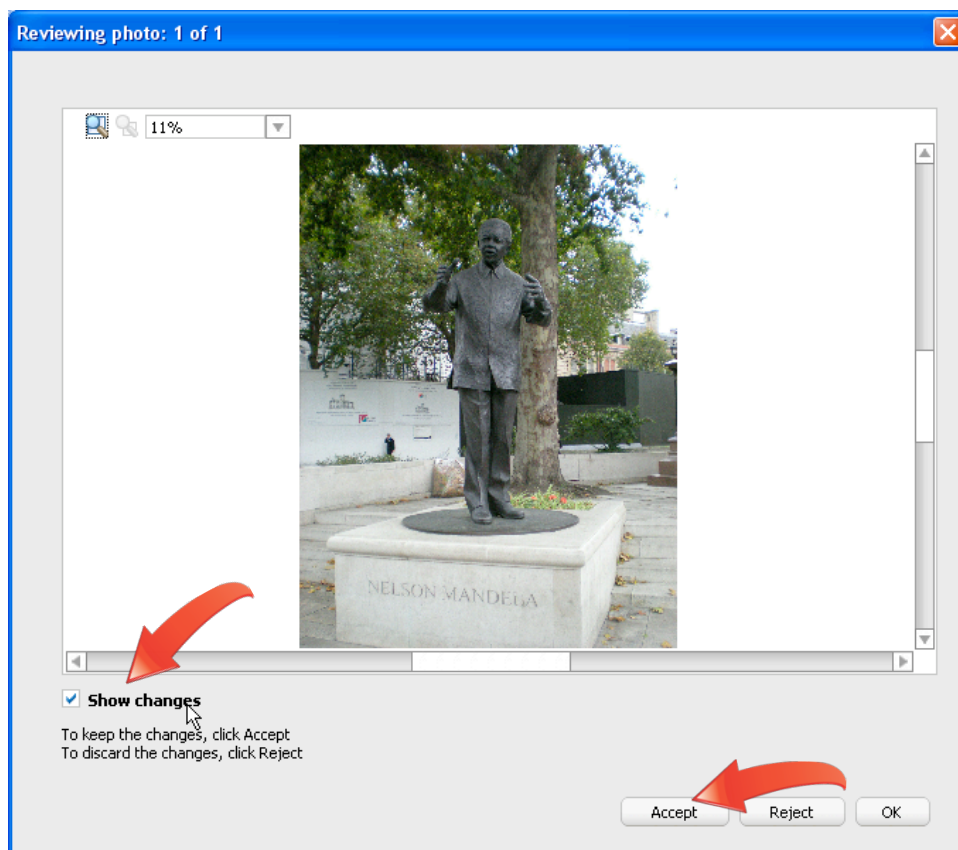 Reviewing photo: 1 of 1
11%
NELSON MANDELA
Show changes
To keep the changes, click Accept
To discard the changes, click Reject
Accept
Reject
OK